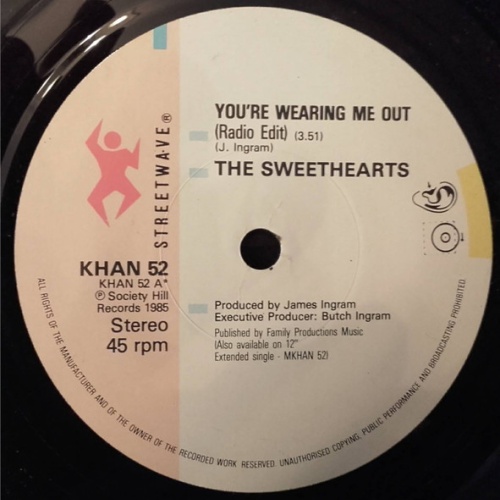 STREETWAVE®
YOU'RE WEARING ME OUT
(Radio Edit) (3.51)
(J. Ingram)
THE SWEETHEARTS
KHAN 52
KHAN 52 A*
℗ Society Hill
Records 1985
Stereo
45 rpm
Produced by James Ingram
Executive Producer: Butch Ingram
Published by Family Productions Music
(Also available on 12"
Extended single - MKHAN 52)
ALL RIGHTS OF THE MANUFACTURER AND OF THE OWNER OF THE RECORDED WORK RESERVED. UNAUTHORISED COPYING, PUBLIC PERFORMANCE AND BROADCASTING PROHIBITED.